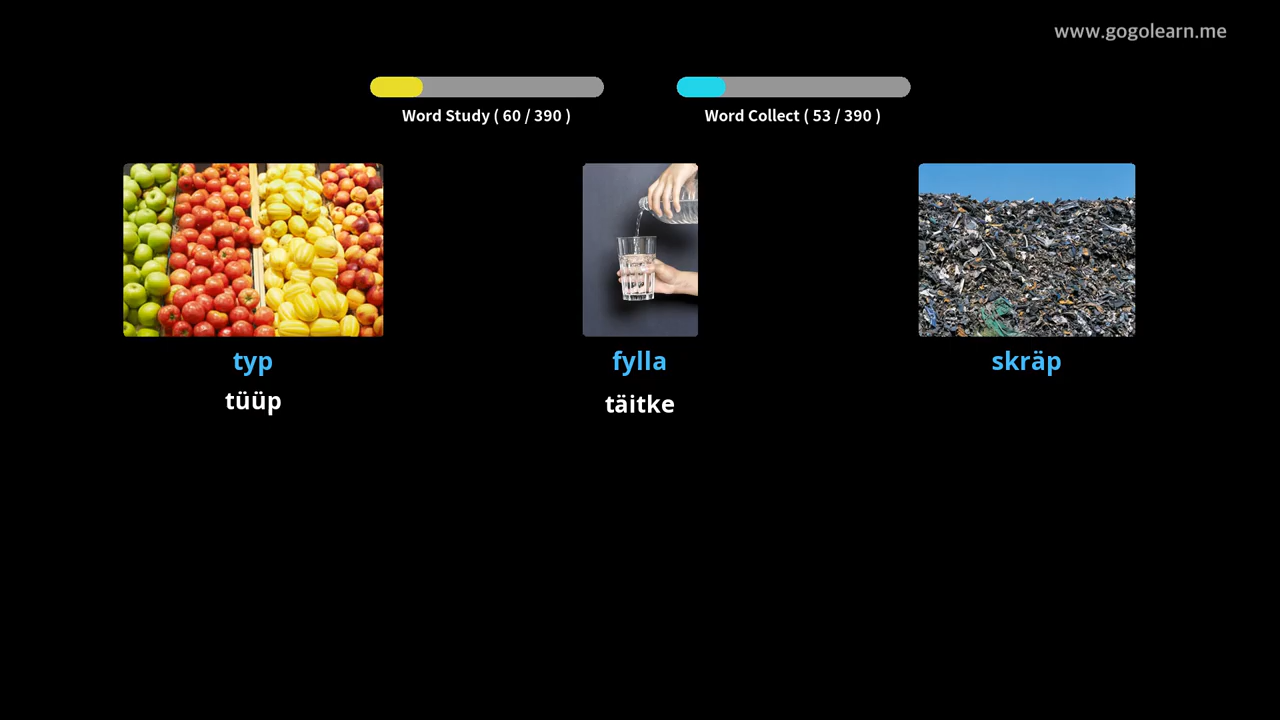 www.gogolearn.me
Word Study ( 60 / 390 )
Word Collect ( 53 / 390 )
typ
fylla
skräp
tüüp
täitke